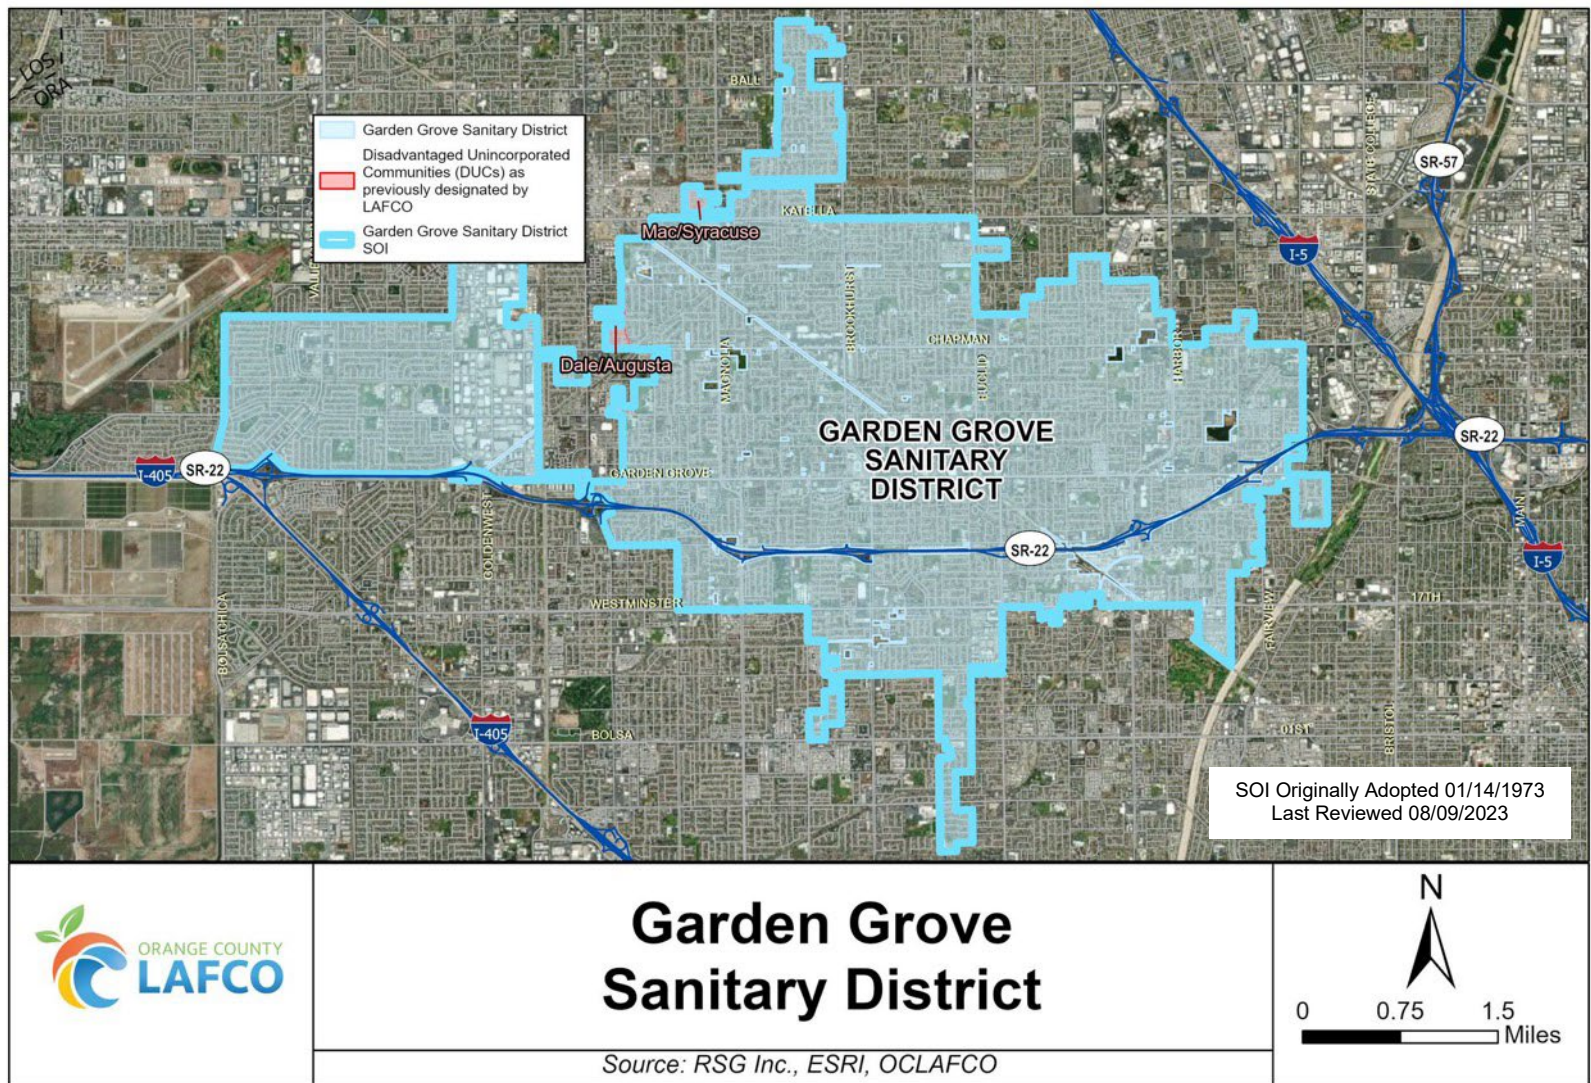 LOS
ORA
BALL
Garden Grove Sanitary District
Disadvantaged Unincorporated
Communities (DUCs) as
previously designated by
LAFCO
Garden Grove Sanitary District
SOI
STATE COLLEGE
SR-57
KATELLA
Mac/Syracuse
I-5
BROOKHURST
CHAPMAN
HARBOR
MAGNOLIA
EUCLID
Dale/Augusta
GARDEN GROVE
SANITARY
DISTRICT
SR-22
I-405
SR-22
GARDEN GROVE
GOLDENWEST
MAIN
SR-22
I-5
WESTMINSTER
17TH
BOLSA CHICA
FAIRVIEW
I-405
BOLSA
01ST
BRISTOL
SOI Originally Adopted 01/14/1973
Last Reviewed 08/09/2023
ORANGE COUNTY
LAFCO
Garden Grove
Sanitary District
Source: RSG Inc., ESRI, OCLAFCO
N
0 0.75 1.5
Miles